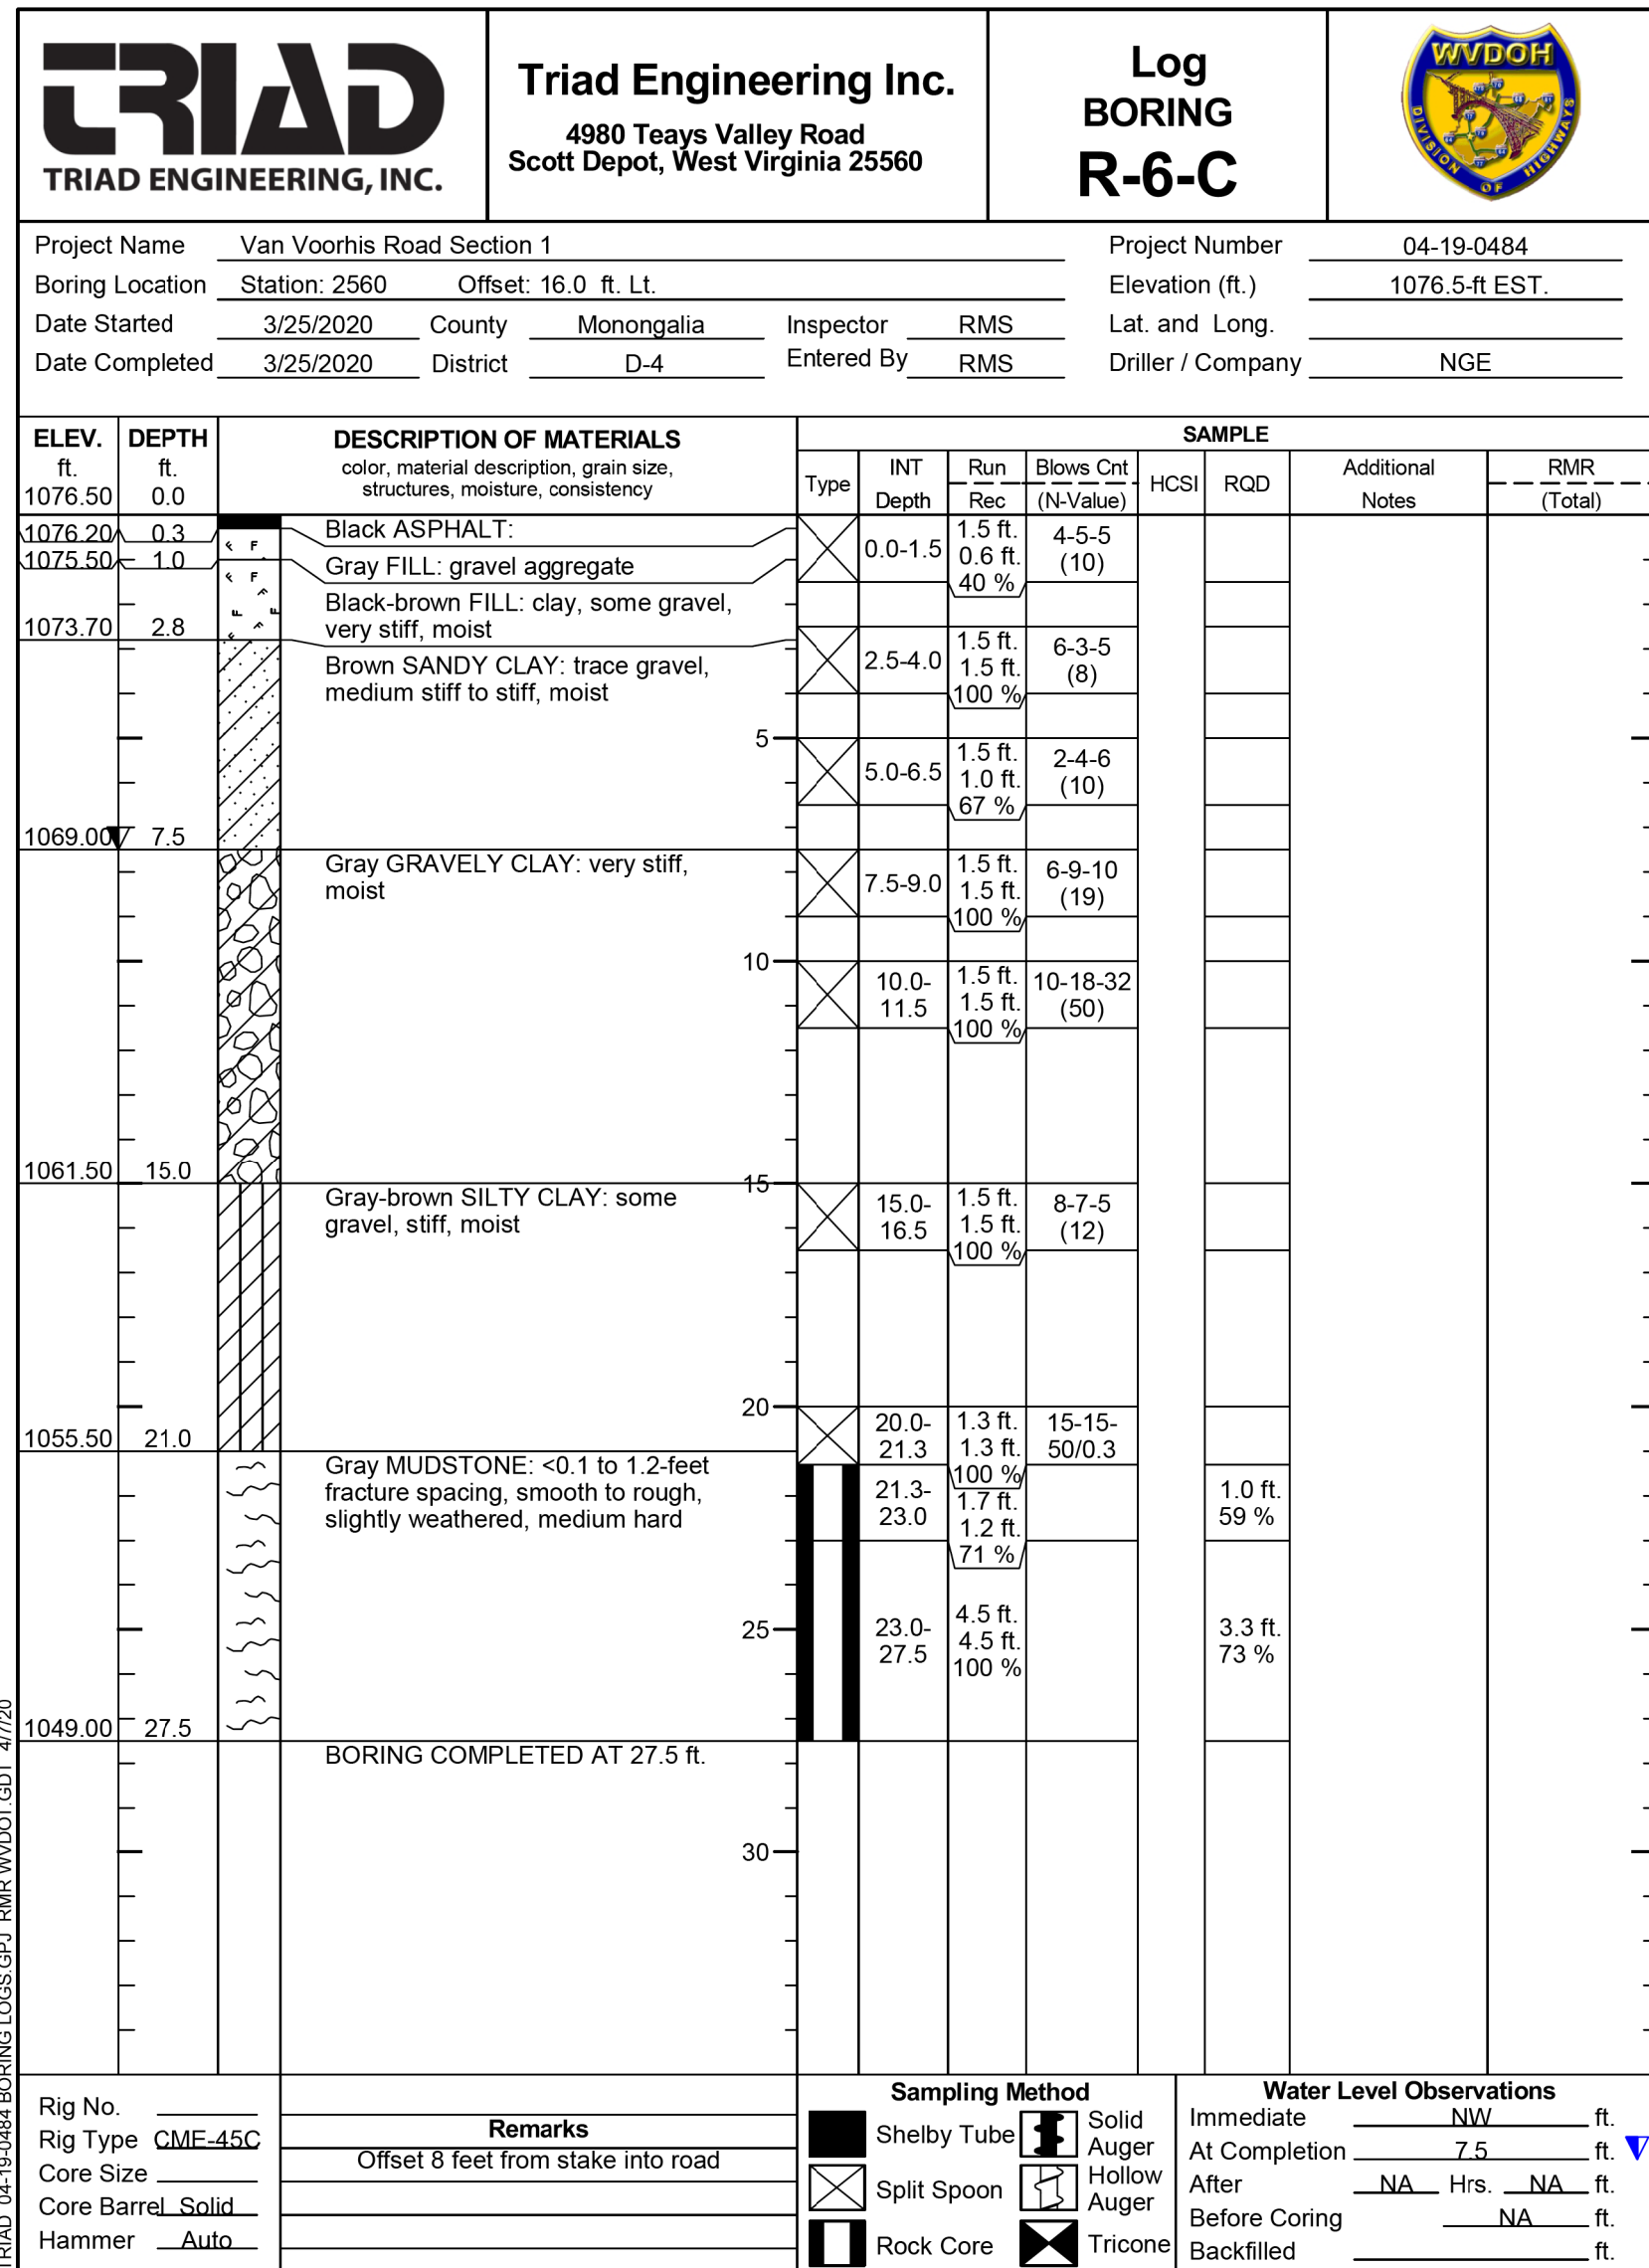 TRIAD
TRIAD ENGINEERING, INC.
Triad Engineering Inc.
4980 Teays Valley Road
Scott Depot, West Virginia 25560
Log
BORING
R-6-C
WVDOH
DIVISION OF HIGHWAYS
Project Name Van Voorhis Road Section 1 Project Number 04-19-0484
Boring Location Station: 2560 Offset: 16.0 ft. Lt. Elevation (ft.) 1076.5-ft EST.
Date Started 3/25/2020 County Monongalia Inspector RMS Lat. and Long.
Date Completed 3/25/2020 District D-4 Entered By RMS Driller / Company NGE
ELEV. DEPTH DESCRIPTION OF MATERIALS SAMPLE
ft. ft. color, material description, grain size,
1076.50 0.0 structures, moisture, consistency
Type INT Run Blows Cnt HCSI RQD Additional RMR
Depth Rec (N-Value) Notes (Total)
1076.20 0.3 Black ASPHALT:
1075.50 1.0 Gray FILL: gravel aggregate
0.0-1.5 1.5 ft. 4-5-5
0.6 ft. (10)
40 %
F F
F F
F
F F
F F
Black-brown FILL: clay, some gravel,
1073.70 2.8 very stiff, moist
Brown SANDY CLAY: trace gravel,
medium stiff to stiff, moist
2.5-4.0 1.5 ft. 6-3-5
1.5 ft. (8)
100 %
5
5.0-6.5 1.5 ft. 2-4-6
1.0 ft. (10)
67 %
1069.00 7.5
Gray GRAVELY CLAY: very stiff,
moist
7.5-9.0 1.5 ft. 6-9-10
1.5 ft. (19)
100 %
10
10.0- 1.5 ft. 10-18-32
11.5 1.5 ft. (50)
100 %
1061.50 15.0 15
Gray-brown SILTY CLAY: some
gravel, stiff, moist
15.0- 1.5 ft. 8-7-5
16.5 1.5 ft. (12)
100 %
20
20.0- 1.3 ft. 15-15-
21.3 1.3 ft. 50/0.3
100 %
1055.50 21.0
Gray MUDSTONE: <0.1 to 1.2-feet
fracture spacing, smooth to rough,
slightly weathered, medium hard
21.3- 1.7 ft. 1.0 ft.
23.0 1.2 ft. 59 %
71 %
25
23.0- 4.5 ft. 3.3 ft.
27.5 4.5 ft. 73 %
100 %
1049.00 27.5
BORING COMPLETED AT 27.5 ft.
30
TRIAD 04-19-0484 BORING LOGS.GPJ RMR WVDOT.GDT 4/7/20
Rig No.
Rig Type CME-45C
Core Size
Core Barrel Solid
Hammer Auto
Remarks
Offset 8 feet from stake into road
Sampling Method
Shelby Tube Solid Auger
Split Spoon Hollow Auger
Rock Core Tricone
Water Level Observations
Immediate NW ft.
At Completion 7.5 ft.
After NA Hrs. NA ft.
Before Coring NA ft.
Backfilled ft.